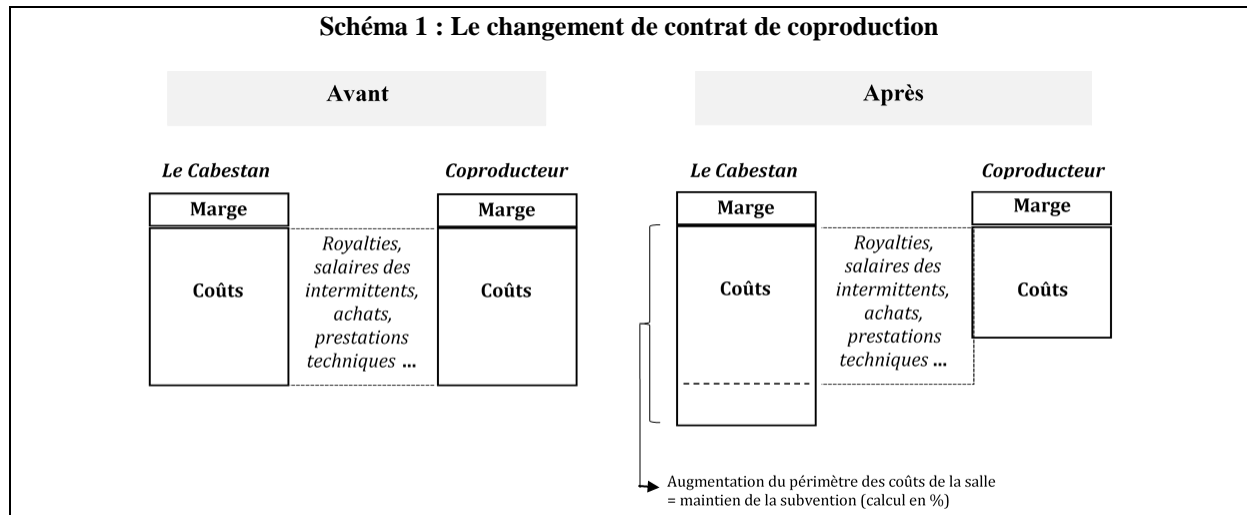 Schéma 1 : Le changement de contrat de coproduction
Avant
Le Cabestan
Coproducteur
Marge
Marge
Coûts
Royalties,
salaires des
intermittents,
achats,
prestations
techniques ...
Coûts
Après
Le Cabestan
Coproducteur
Marge
Marge
Coûts
Royalties,
salaires des
intermittents,
achats,
prestations
techniques ...
Coûts
Augmentation du périmètre des coûts de la salle
= maintien de la subvention (calcul en %)